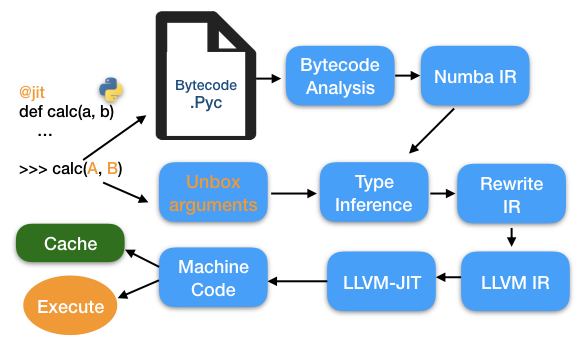 @jit
def calc(a, b)
...
>>> calc(A, B)
Bytecode
.Pyc
Bytecode
Analysis
Numba IR
Unbox
arguments
Type
Inference
Rewrite
IR
LLVM IR
LLVM-JIT
Machine
Code
Cache
Execute